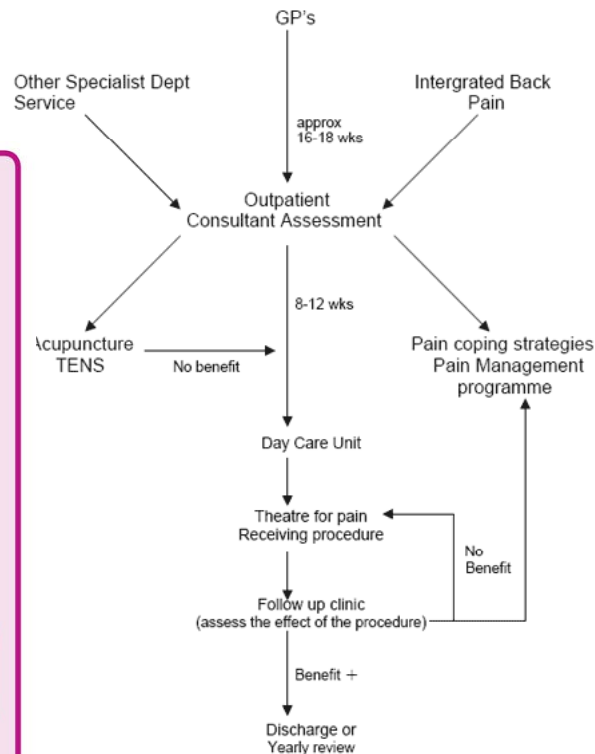 GP's
Other Specialist Dept
Service
Intergrated Back
Pain
approx
16-18 wks
Outpatient
Consultant Assessment
8-12 wks
Acupuncture
TENS
No benefit
Pain coping strategies
Pain Management
programme
Day Care Unit
Theatre for pain
Receiving procedure
No
Benefit
Follow up clinic
(assess the effect of the procedure)
Benefit +
Discharge or
Yearly review